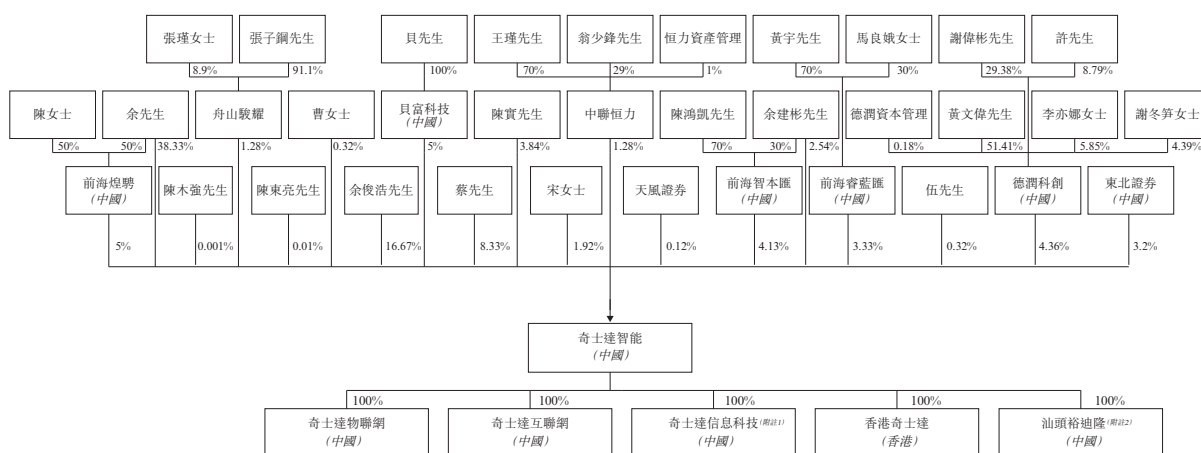 張瑾女士
張子鋼先生
貝先生
王瑾先生
翁少鋒先生
恒力資產管理
黃宇先生
馬良娥女士
謝偉彬先生
許先生
8.9%
91.1%
100%
70%
29%
1%
70%
30%
29.38%
8.79%
陳女士
余先生
舟山駿耀
曹女士
貝富科技
(中國)
陳實先生
中聯恒力
陳鴻凱先生
余建彬先生
德潤資本管理
黃文偉先生
李亦娜女士
謝冬笋女士
50%
50%
38.33%
1.28%
0.32%
5%
3.84%
1.28%
70%
30%
2.54%
0.18%
51.41%
5.85%
4.39%
前海煌聘
(中國)
陳木強先生
陳東亮先生
余俊浩先生
蔡先生
宋女士
天風證券
前海智本匯
(中國)
前海睿藍匯
(中國)
伍先生
德潤科創
(中國)
東北證券
(中國)
5%
0.001%
0.01%
16.67%
8.33%
1.92%
0.12%
4.13%
3.33%
0.32%
4.36%
3.2%
奇士達智能
(中國)
100%
100%
100%
100%
100%
奇士達物聯網
(中國)
奇士達互聯網
(中國)
奇士達信息科技(附註1)
(中國)
香港奇士達
(香港)
汕頭裕迪隆(附註2)
(中國)